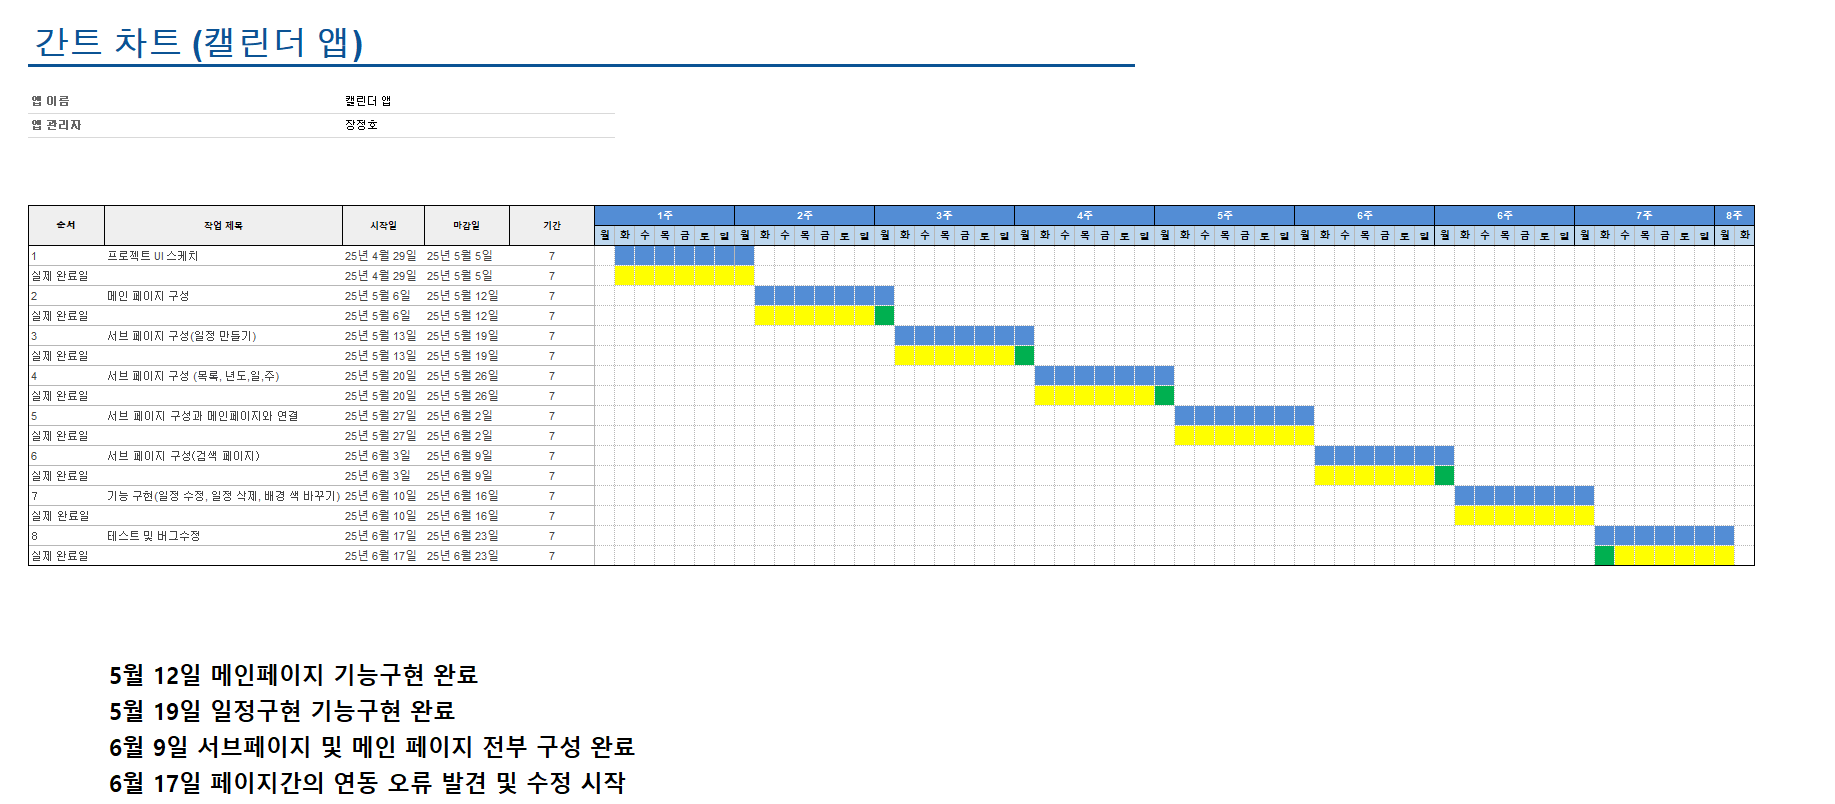 간트 차트 (캘린더 앱)
앱 이름 캘린더 앱
앱 관리자 장정호
순서 작업 제목 시작일 마감일 기간 1주 2주 3주 4주 5주 6주 6주 7주 8주
월 화 수 목 금 토 일 월 화 수 목 금 토 일 월 화 수 목 금 토 일 월 화 수 목 금 토 일 월 화 수 목 금 토 일 월 화 수 목 금 토 일 월 화 수 목 금 토 일 월 화 수 목 금 토 일 월 화
1 프로젝트 UI 스케치 25년 4월 29일 25년 5월 5일 7
실제 완료일 25년 4월 29일 25년 5월 5일 7
2 메인 페이지 구성 25년 5월 6일 25년 5월 12일 7
실제 완료일 25년 5월 6일 25년 5월 12일 7
3 서브 페이지 구성(일정 만들기) 25년 5월 13일 25년 5월 19일 7
실제 완료일 25년 5월 13일 25년 5월 19일 7
4 서브 페이지 구성 (목록, 년도,일,주) 25년 5월 20일 25년 5월 26일 7
실제 완료일 25년 5월 20일 25년 5월 26일 7
5 서브 페이지 구성과 메인페이지와 연결 25년 5월 27일 25년 6월 2일 7
실제 완료일 25년 5월 27일 25년 6월 2일 7
6 서브 페이지 구성(검색 페이지) 25년 6월 3일 25년 6월 9일 7
실제 완료일 25년 6월 3일 25년 6월 9일 7
7 기능 구현(일정 수정, 일정 삭제, 배경 색 바꾸기) 25년 6월 10일 25년 6월 16일 7
실제 완료일 25년 6월 10일 25년 6월 16일 7
8 테스트 및 버그수정 25년 6월 17일 25년 6월 23일 7
실제 완료일 25년 6월 17일 25년 6월 23일 7
5월 12일 메인페이지 기능구현 완료
5월 19일 일정구현 기능구현 완료
6월 9일 서브페이지 및 메인 페이지 전부 구성 완료
6월 17일 페이지간의 연동 오류 발견 및 수정 시작